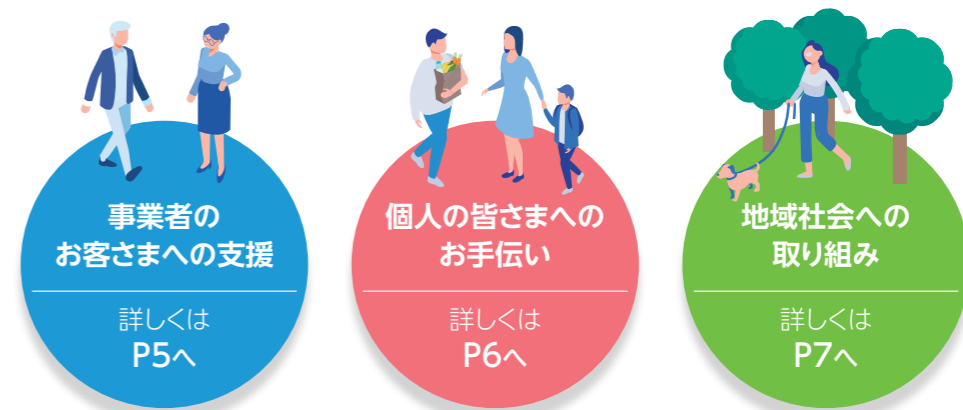 事業者の
お客さまへの支援
詳しくは
P5へ
個人の皆さまへの
お手伝い
詳しくは
P6へ
地域社会への
取り組み
詳しくは
P7へ